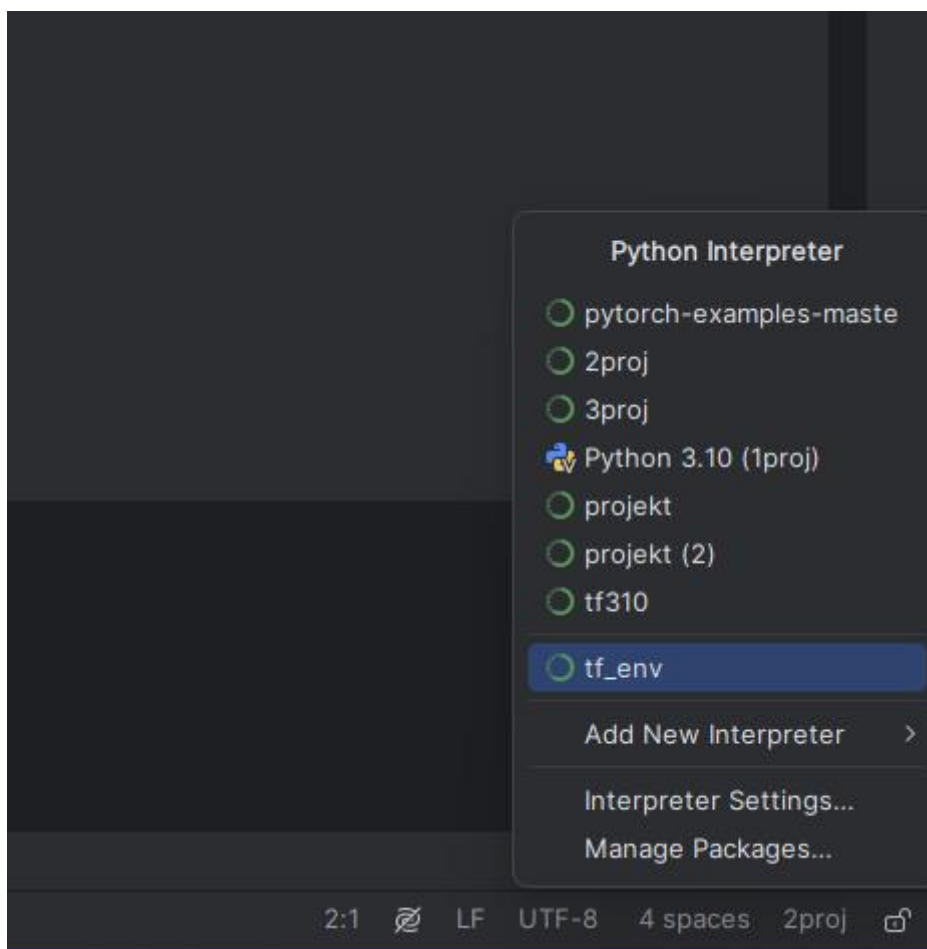 Python Interpreter
pytorch-examples-maste
2proj
3proj
Python 3.10 (1proj)
projekt
projekt (2)
tf310
tf_env
Add New Interpreter
Interpreter Settings...
Manage Packages...
2:1 LF UTF-8 4 spaces 2proj